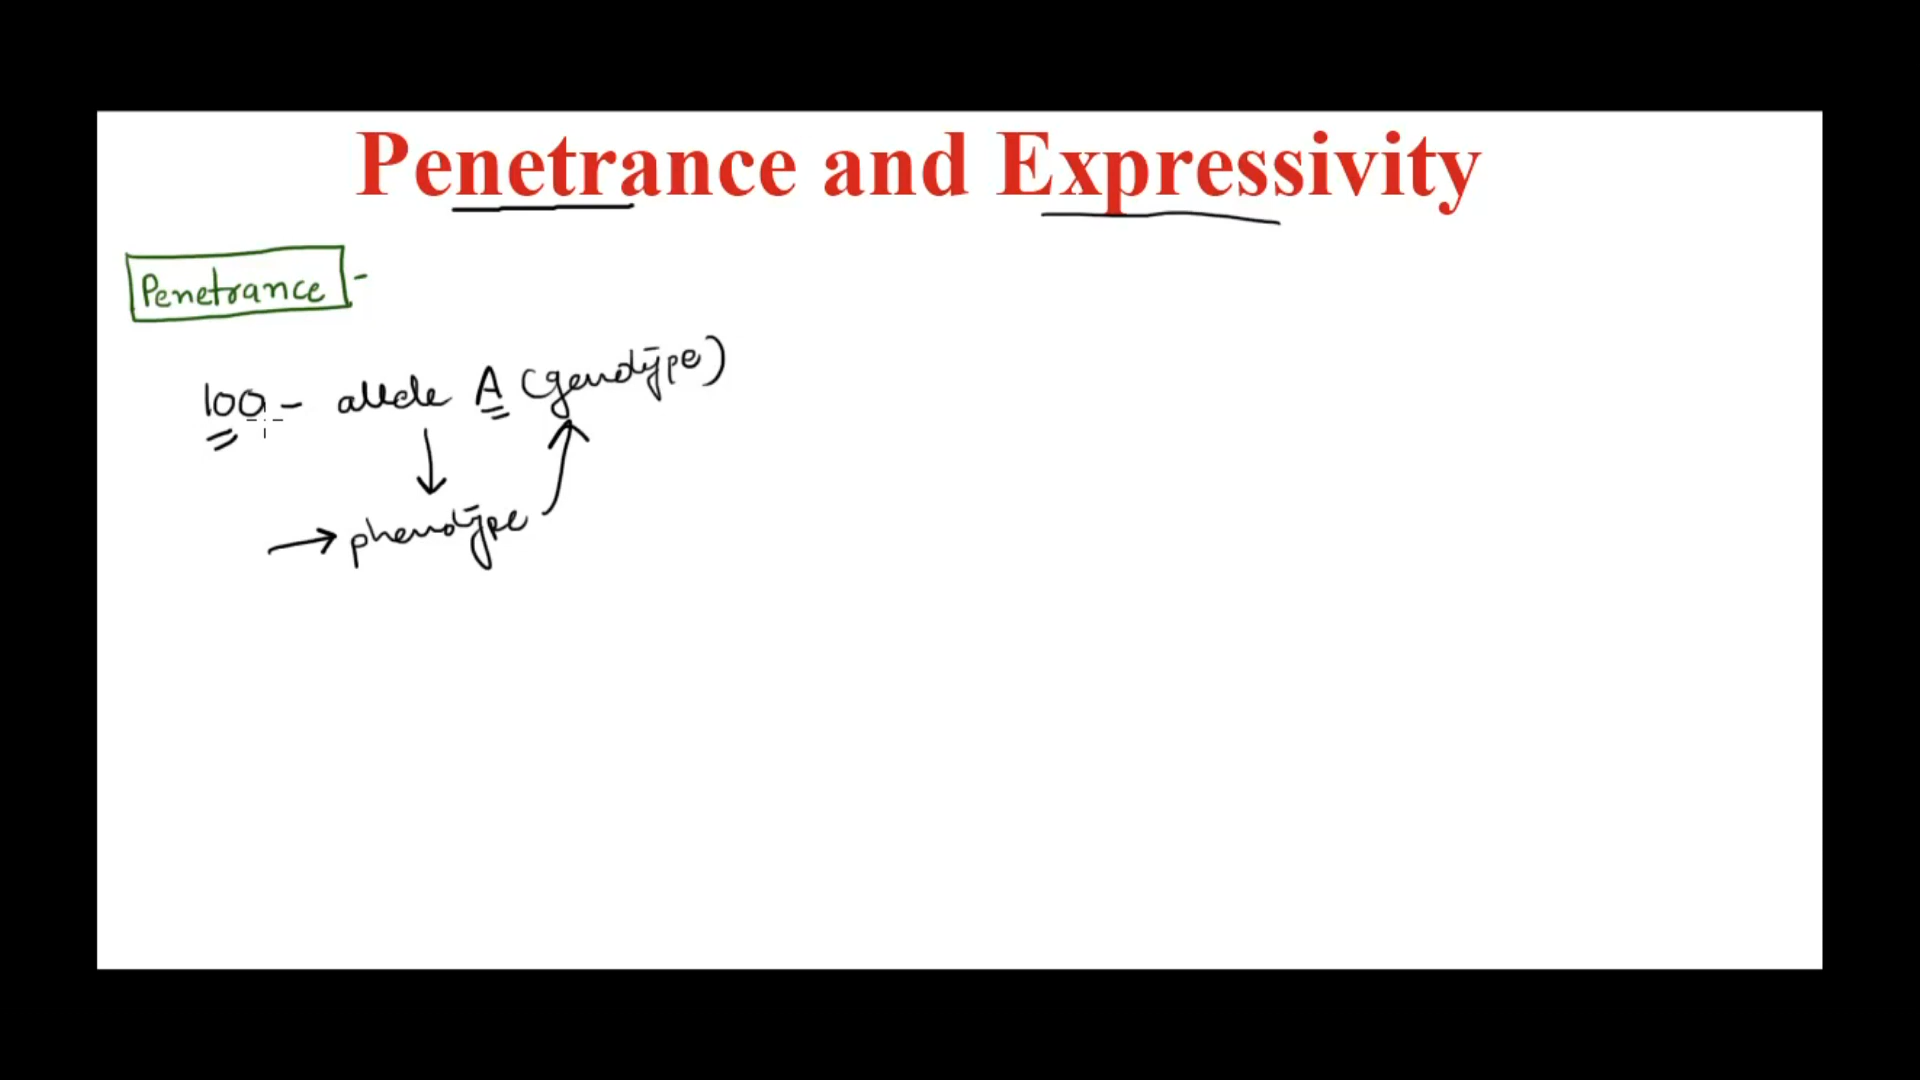 Penetrance and Expressivity
Penetrance -
100 - allele A (genotype)
→ phenotype